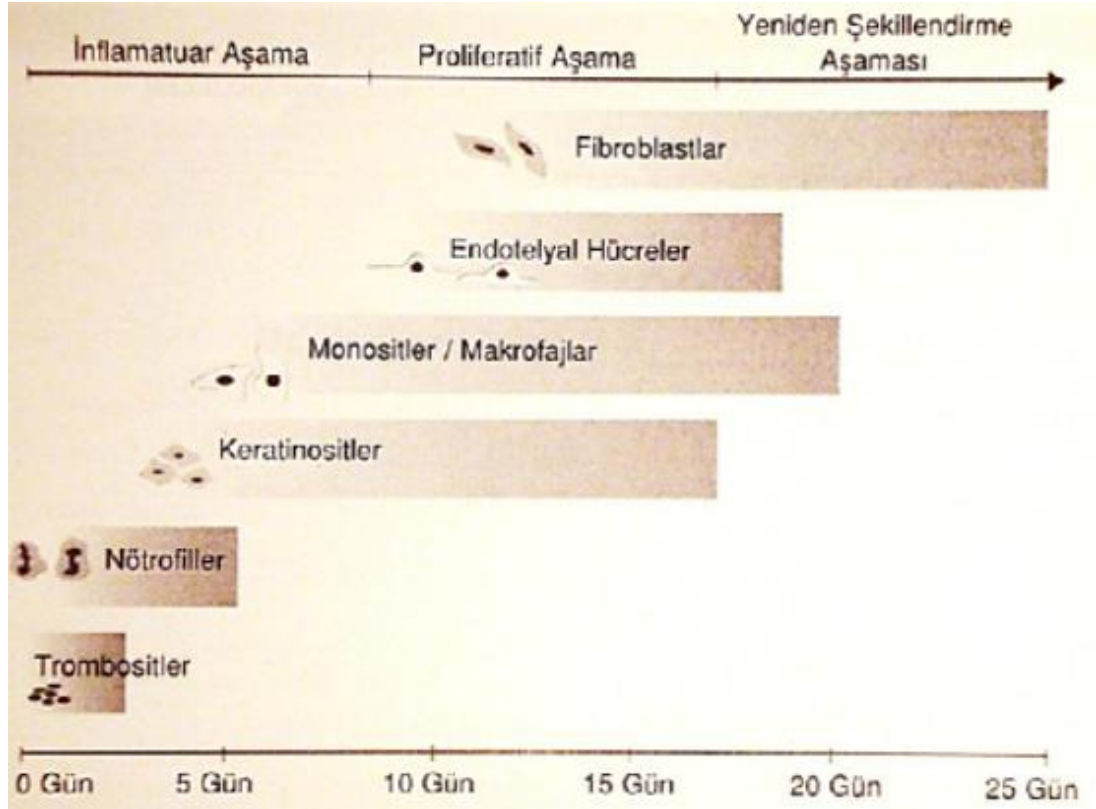 İnflamatuar Aşama
Proliferatif Aşama
Yeniden Şekillendirme
Aşaması
Fibroblastlar
Endotelyal Hücreler
Monositler / Makrofajlar
Keratinositler
Nötrofiller
Trombositler
0 Gün
5 Gün
10 Gün
15 Gün
20 Gün
25 Gün